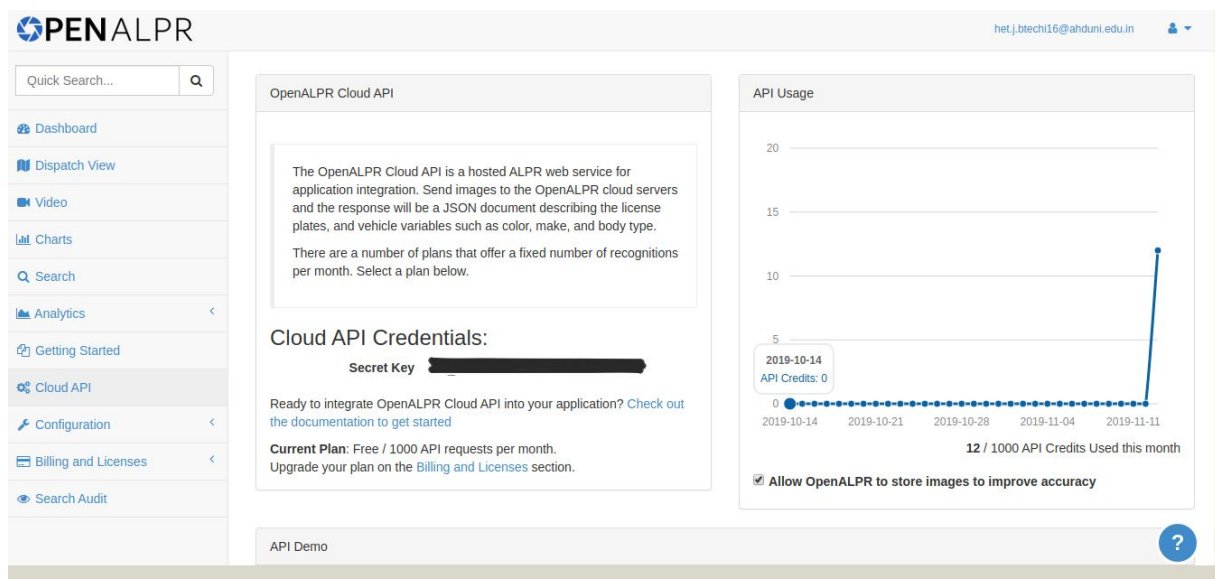 OPENALPR
het.j.btechi16@ahduni.edu.in
Quick Search...
Dashboard
Dispatch View
Video
Charts
Search
Analytics
Getting Started
Cloud API
Configuration
Billing and Licenses
Search Audit
OpenALPR Cloud API
The OpenALPR Cloud API is a hosted ALPR web service for
application integration. Send images to the OpenALPR cloud servers
and the response will be a JSON document describing the license
plates, and vehicle variables such as color, make, and body type.
There are a number of plans that offer a fixed number of recognitions
per month. Select a plan below.
Cloud API Credentials:
Secret Key
Ready to integrate OpenALPR Cloud API into your application? Check out
the documentation to get started
Current Plan: Free / 1000 API requests per month.
Upgrade your plan on the Billing and Licenses section.
API Usage
20
15
10
5
2019-10-14
API Credits: 0
0
2019-10-14 2019-10-21 2019-10-28 2019-11-04 2019-11-11
12 / 1000 API Credits Used this month
Allow OpenALPR to store images to improve accuracy
API Demo
?